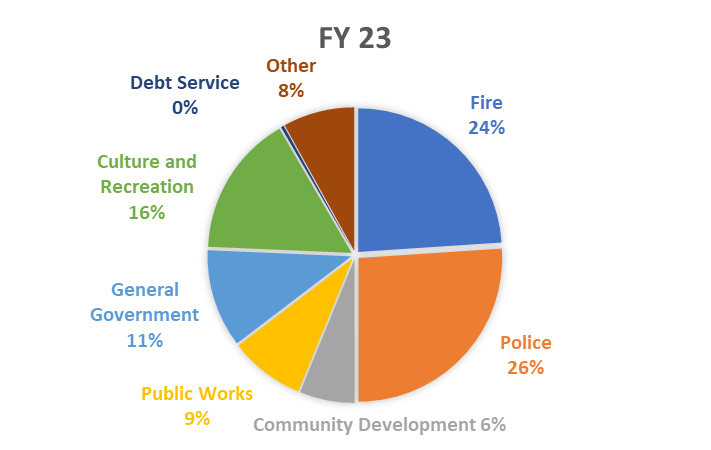 FY 23
Other
8%
Debt Service
0%
Fire
24%
Culture and
Recreation
16%
General
Government
11%
Police
26%
Public Works
9%
Community Development 6%